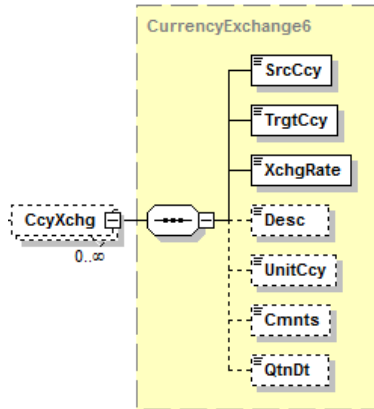 CurrencyExchange6
SrcCcy
TrgtCcy
XchgRate
CcyXchg
0..∞
Desc
UnitCcy
Cmnts
QtnDt